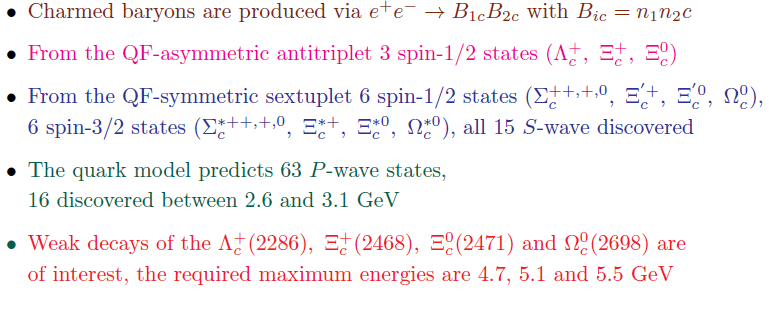 • Charmed baryons are produced via e⁺e⁻ → B₁cB₂c with Bᵢc = n₁n₂c
• From the QF-asymmetric antitriplet 3 spin-1/2 states (Λc⁺, Ξc⁺, Ξc⁰)
• From the QF-symmetric sextuplet 6 spin-1/2 states (Σc⁺⁺,⁺,⁰, Ξc′⁺, Ξc′⁰, Ωc⁰),
6 spin-3/2 states (Σc*⁺⁺,⁺,⁰, Ξc*⁺, Ξc*⁰, Ωc*⁰), all 15 S-wave discovered
• The quark model predicts 63 P-wave states,
16 discovered between 2.6 and 3.1 GeV
• Weak decays of the Λc⁺(2286), Ξc⁺(2468), Ξc⁰(2471) and Ωc⁰(2698) are
of interest, the required maximum energies are 4.7, 5.1 and 5.5 GeV